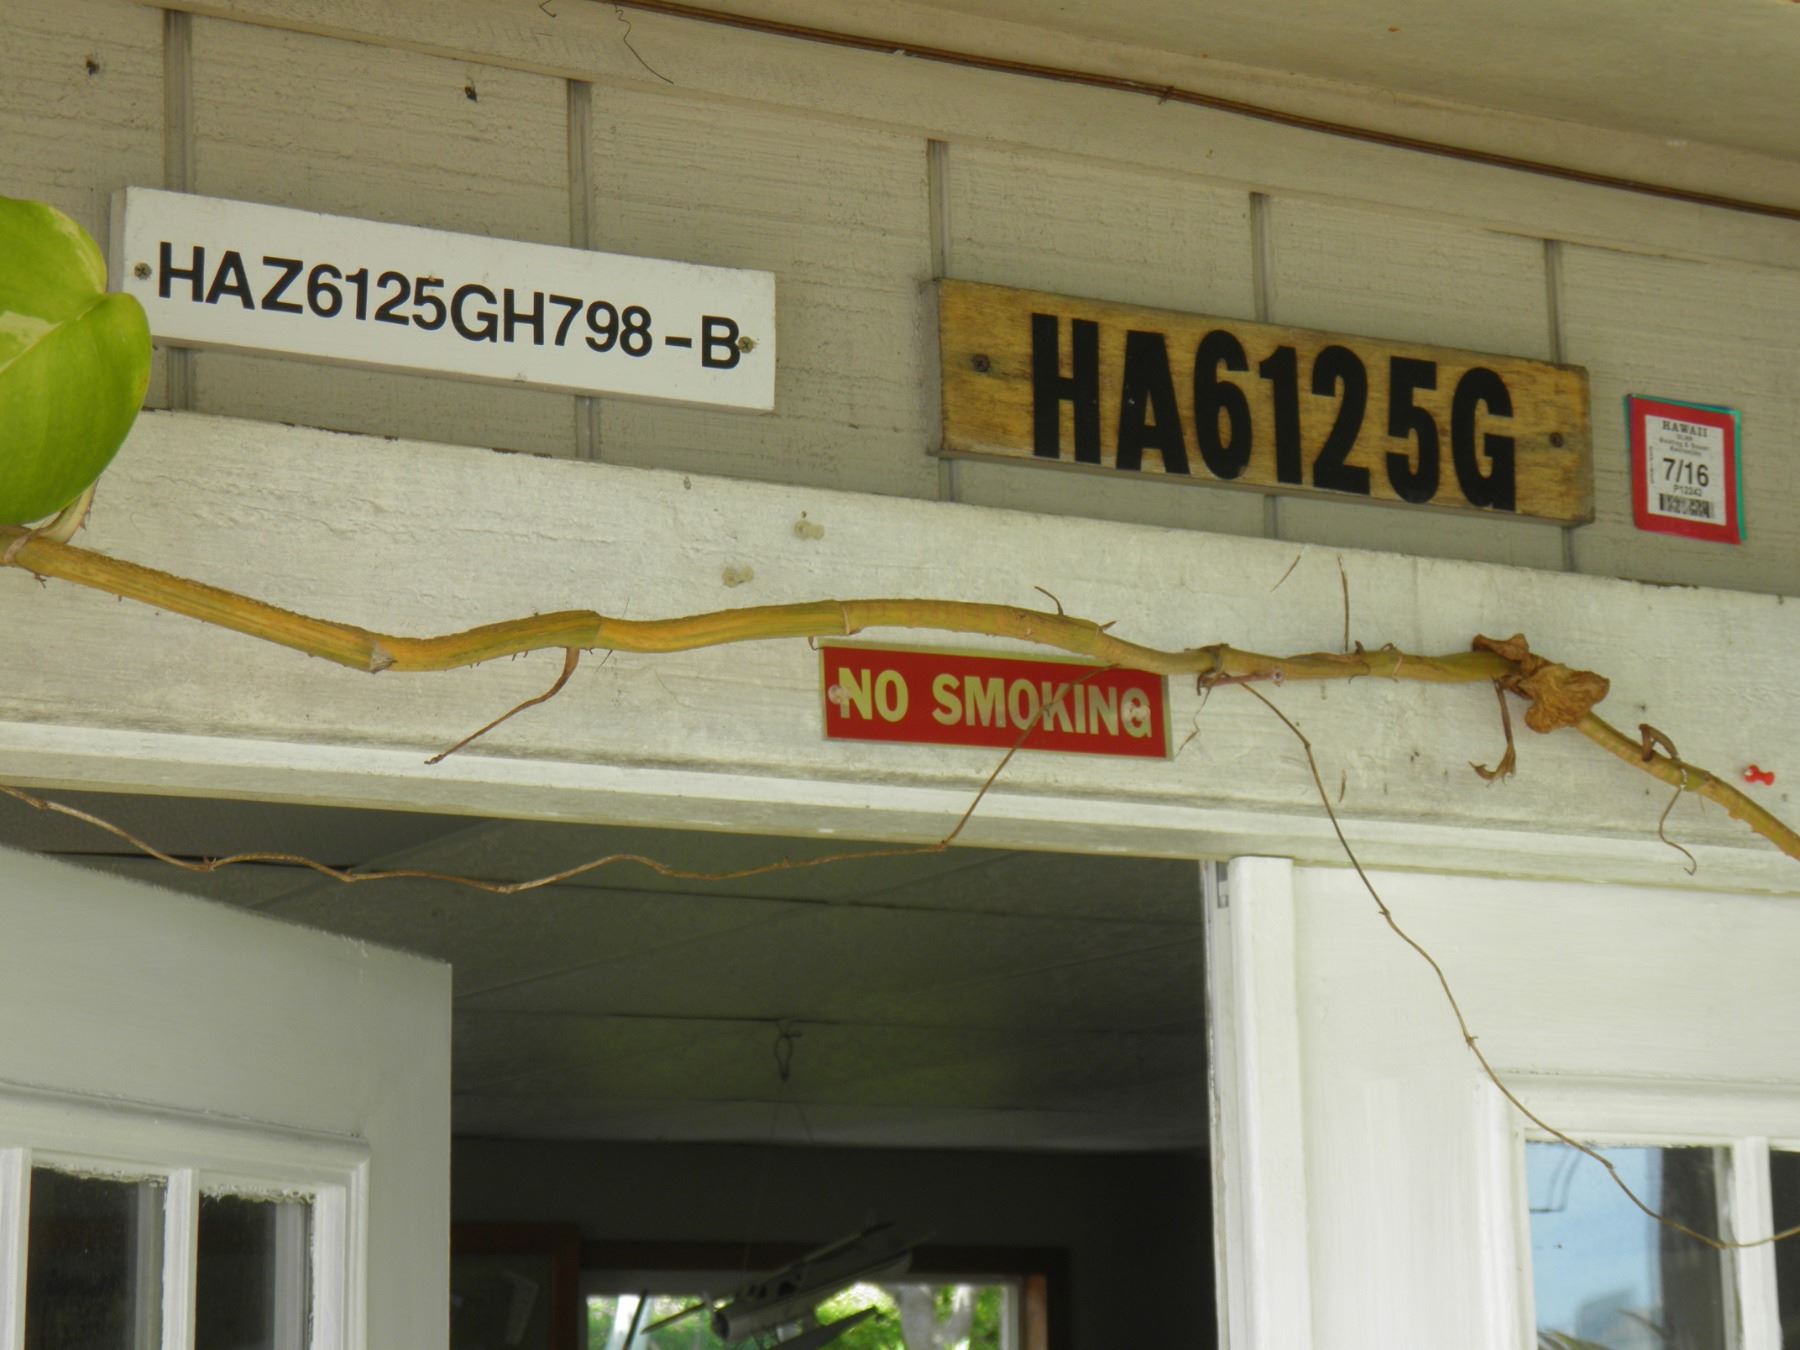 HAZ6125GH798-B
HA6125G
HAWAII
7/16
NO SMOKING